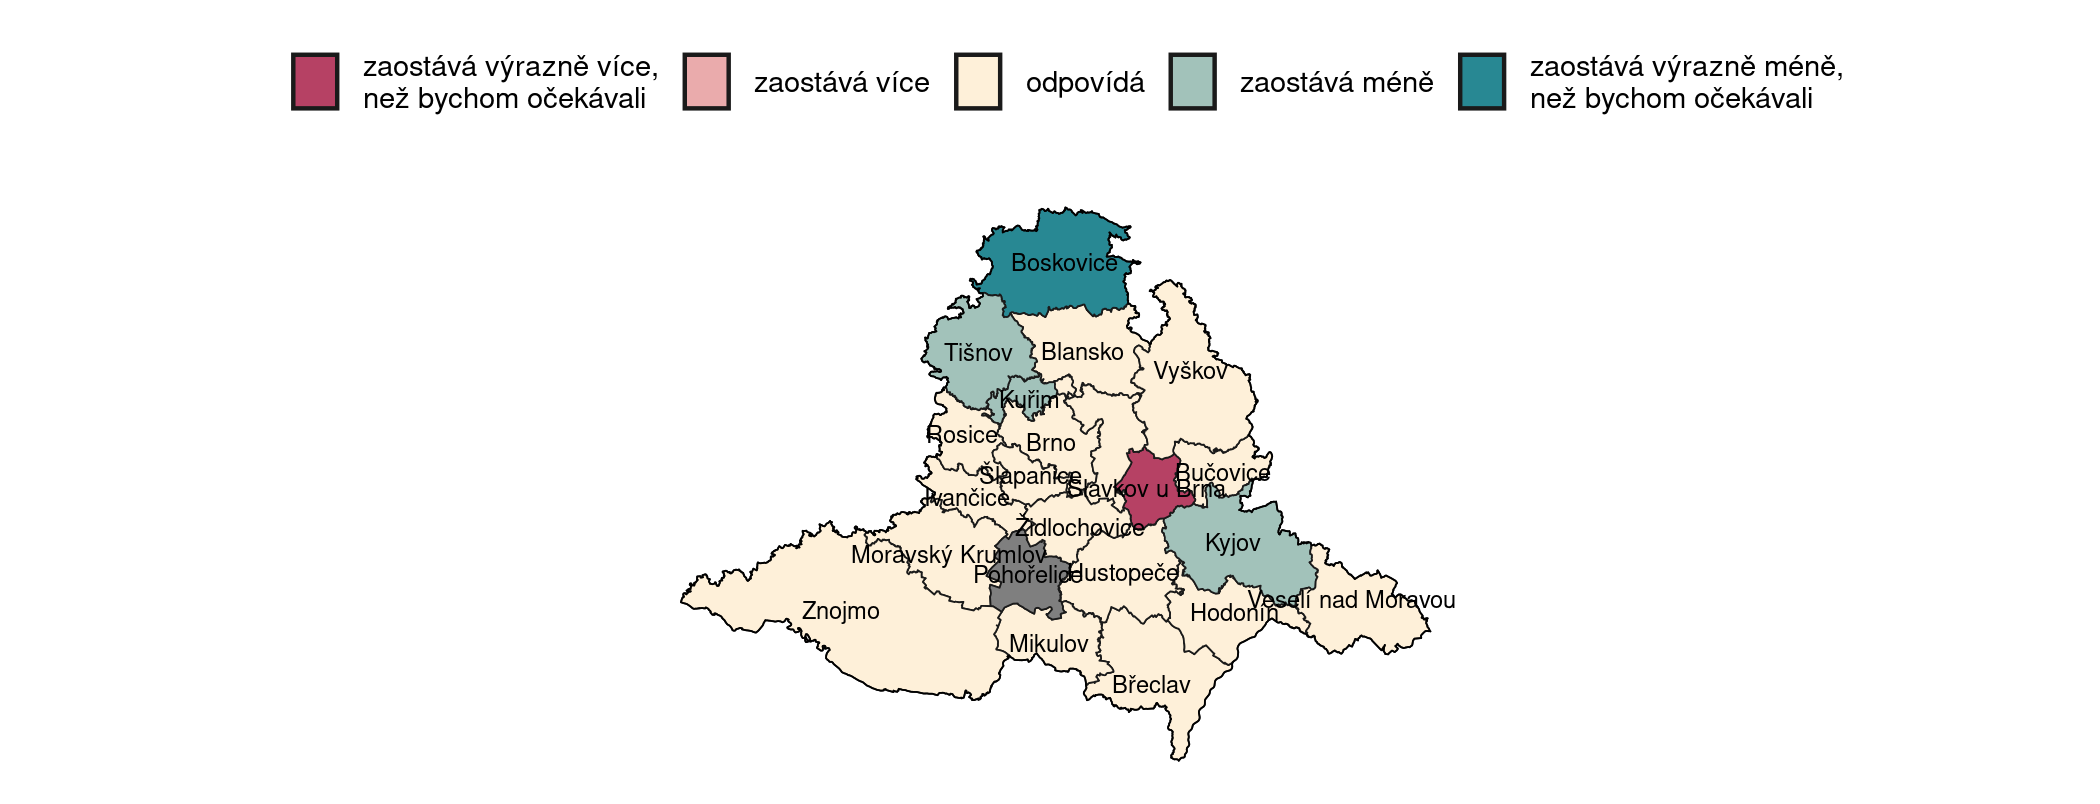 zaostává výrazně více,
než bychom očekávali
zaostává více
odpovídá
zaostává méně
zaostává výrazně méně,
než bychom očekávali
Boskovice
Tišnov
Blansko
Vyškov
Kuřim
Rosice
Brno
Šlapanice
Bučovice
Slavkov u Brna
Ivančice
Židlochovice
Kyjov
Moravský Krumlov
Pohořelice
Hustopeče
Veselí nad Moravou
Znojmo
Hodonín
Mikulov
Břeclav